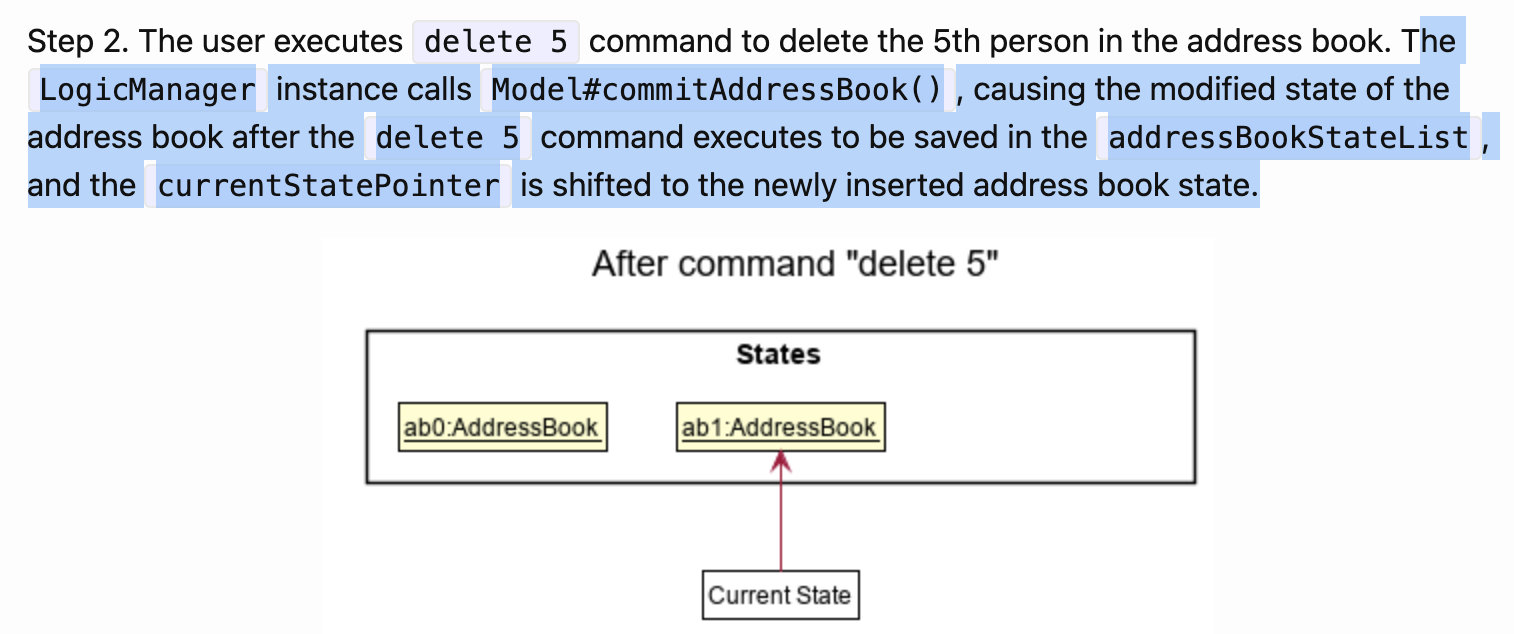 Step 2. The user executes delete 5 command to delete the 5th person in the address book. The
LogicManager instance calls Model#commitAddressBook() , causing the modified state of the
address book after the delete 5 command executes to be saved in the addressBookStateList ,
and the currentStatePointer is shifted to the newly inserted address book state.
After command "delete 5"
States
ab0:AddressBook ab1:AddressBook
Current State